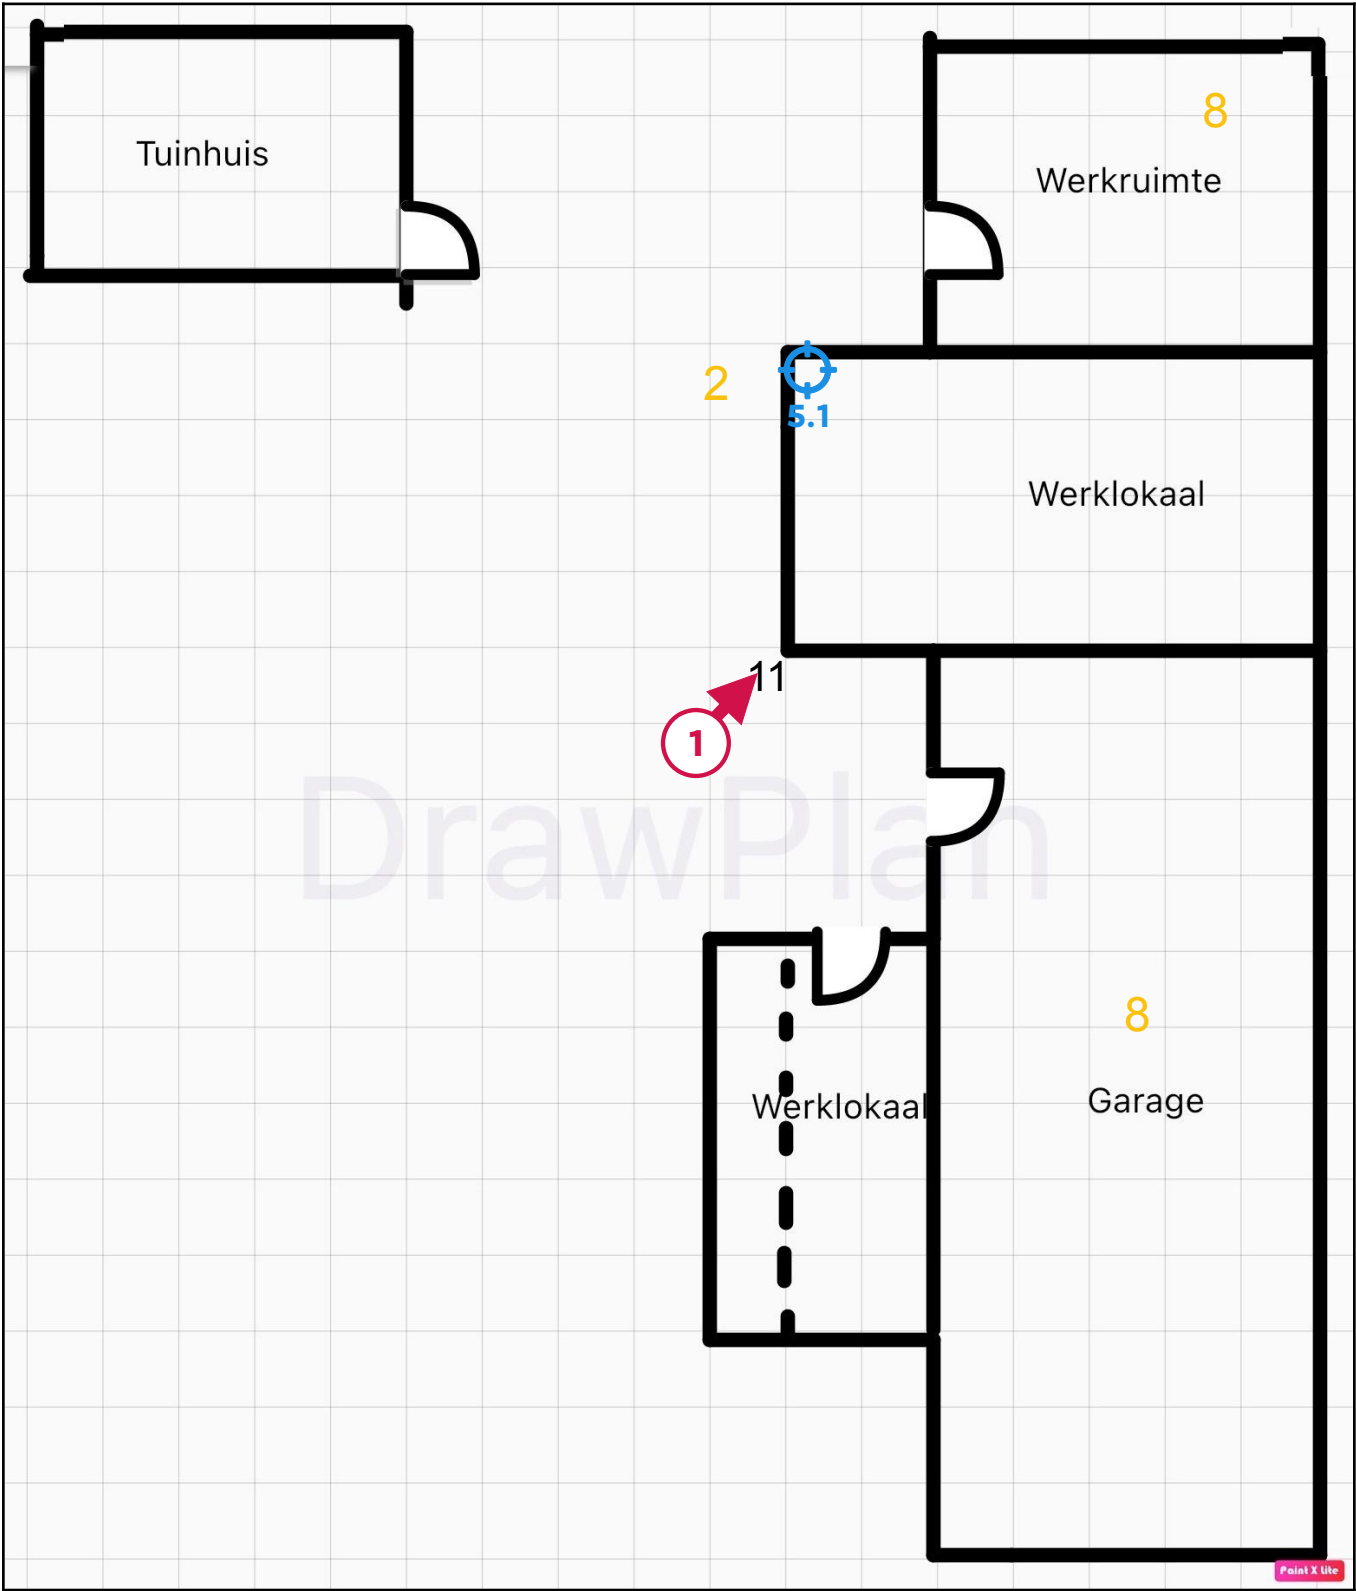 Tuinhuis
8
Werkruimte
2
5.1
Werklokaal
11
1
DrawPlan
8
Werklokaal
Garage
Paint X Lite